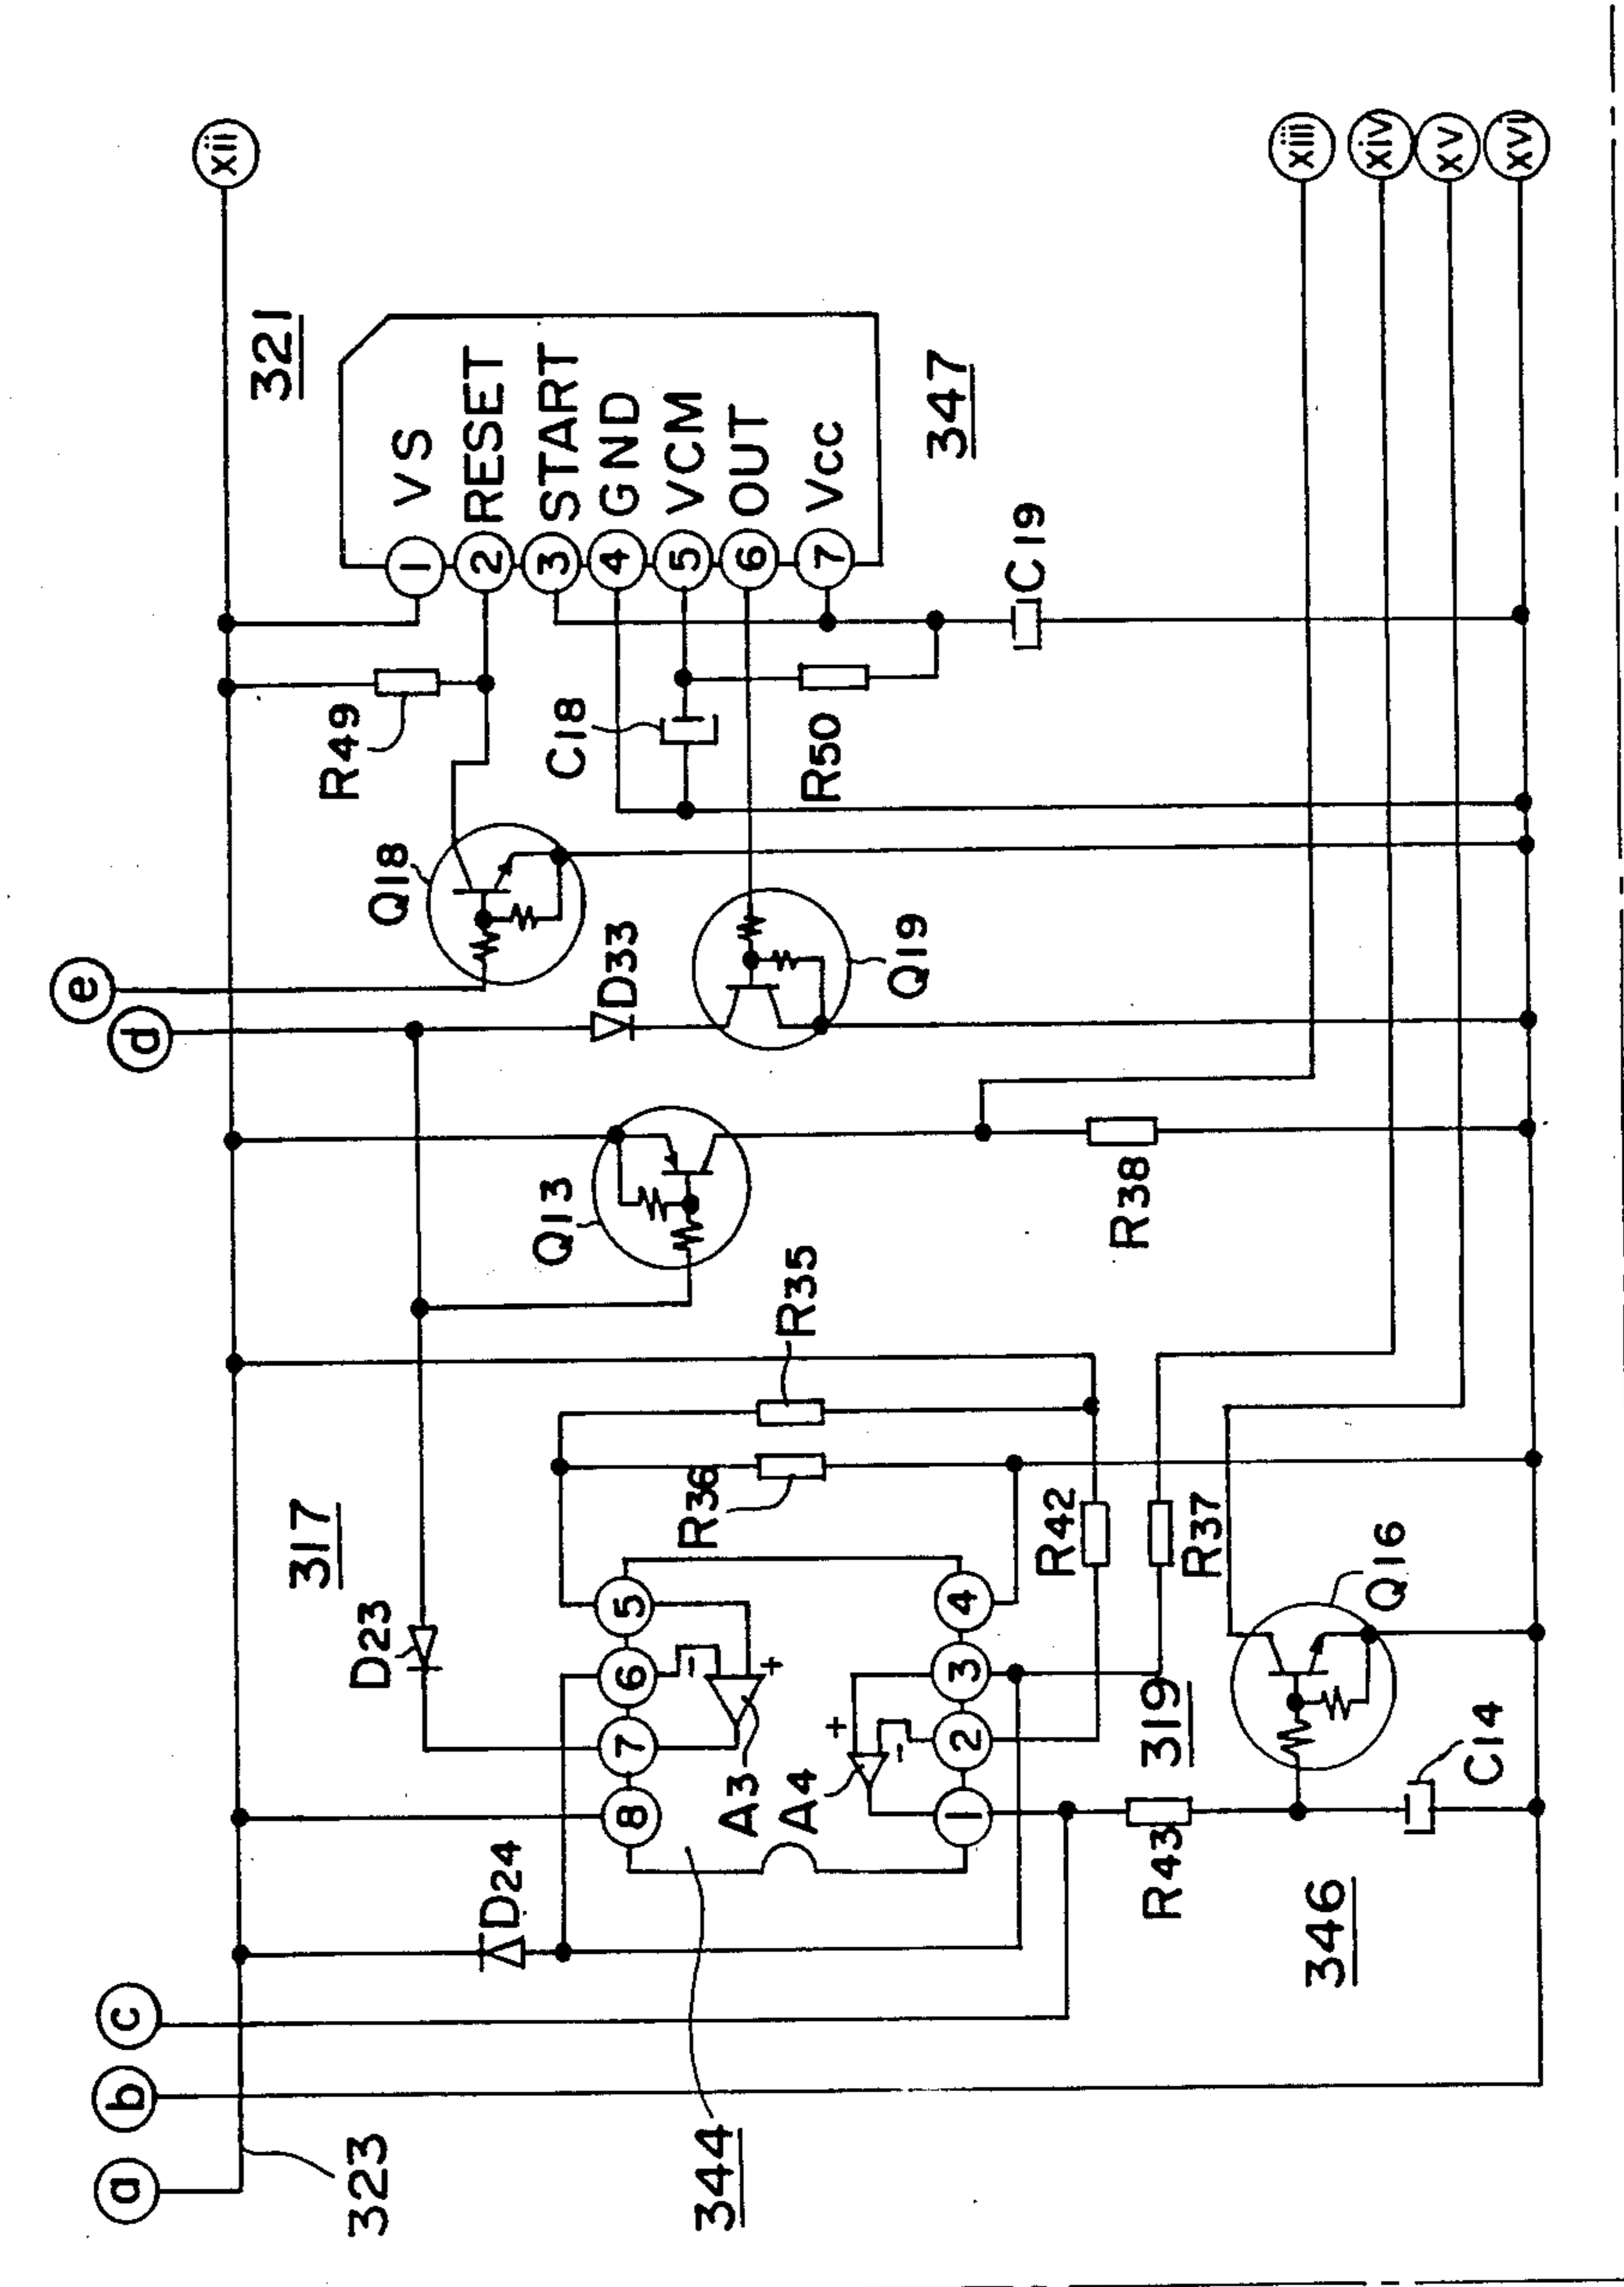 a
b
c
d
e
xii
323
344
D24
D23
317
8
7
6
5
1
2
3
4
A3
A4
+
-
+
-
R36
R35
R42
R37
319
R43
346
C14
Q16
Q13
R38
D33
Q18
Q19
R49
C18
R50
C19
321
347
1 VS
2 RESET
3 START
4 GND
5 VCM
6 OUT
7 Vcc
xiii
xiv
xv
xvi